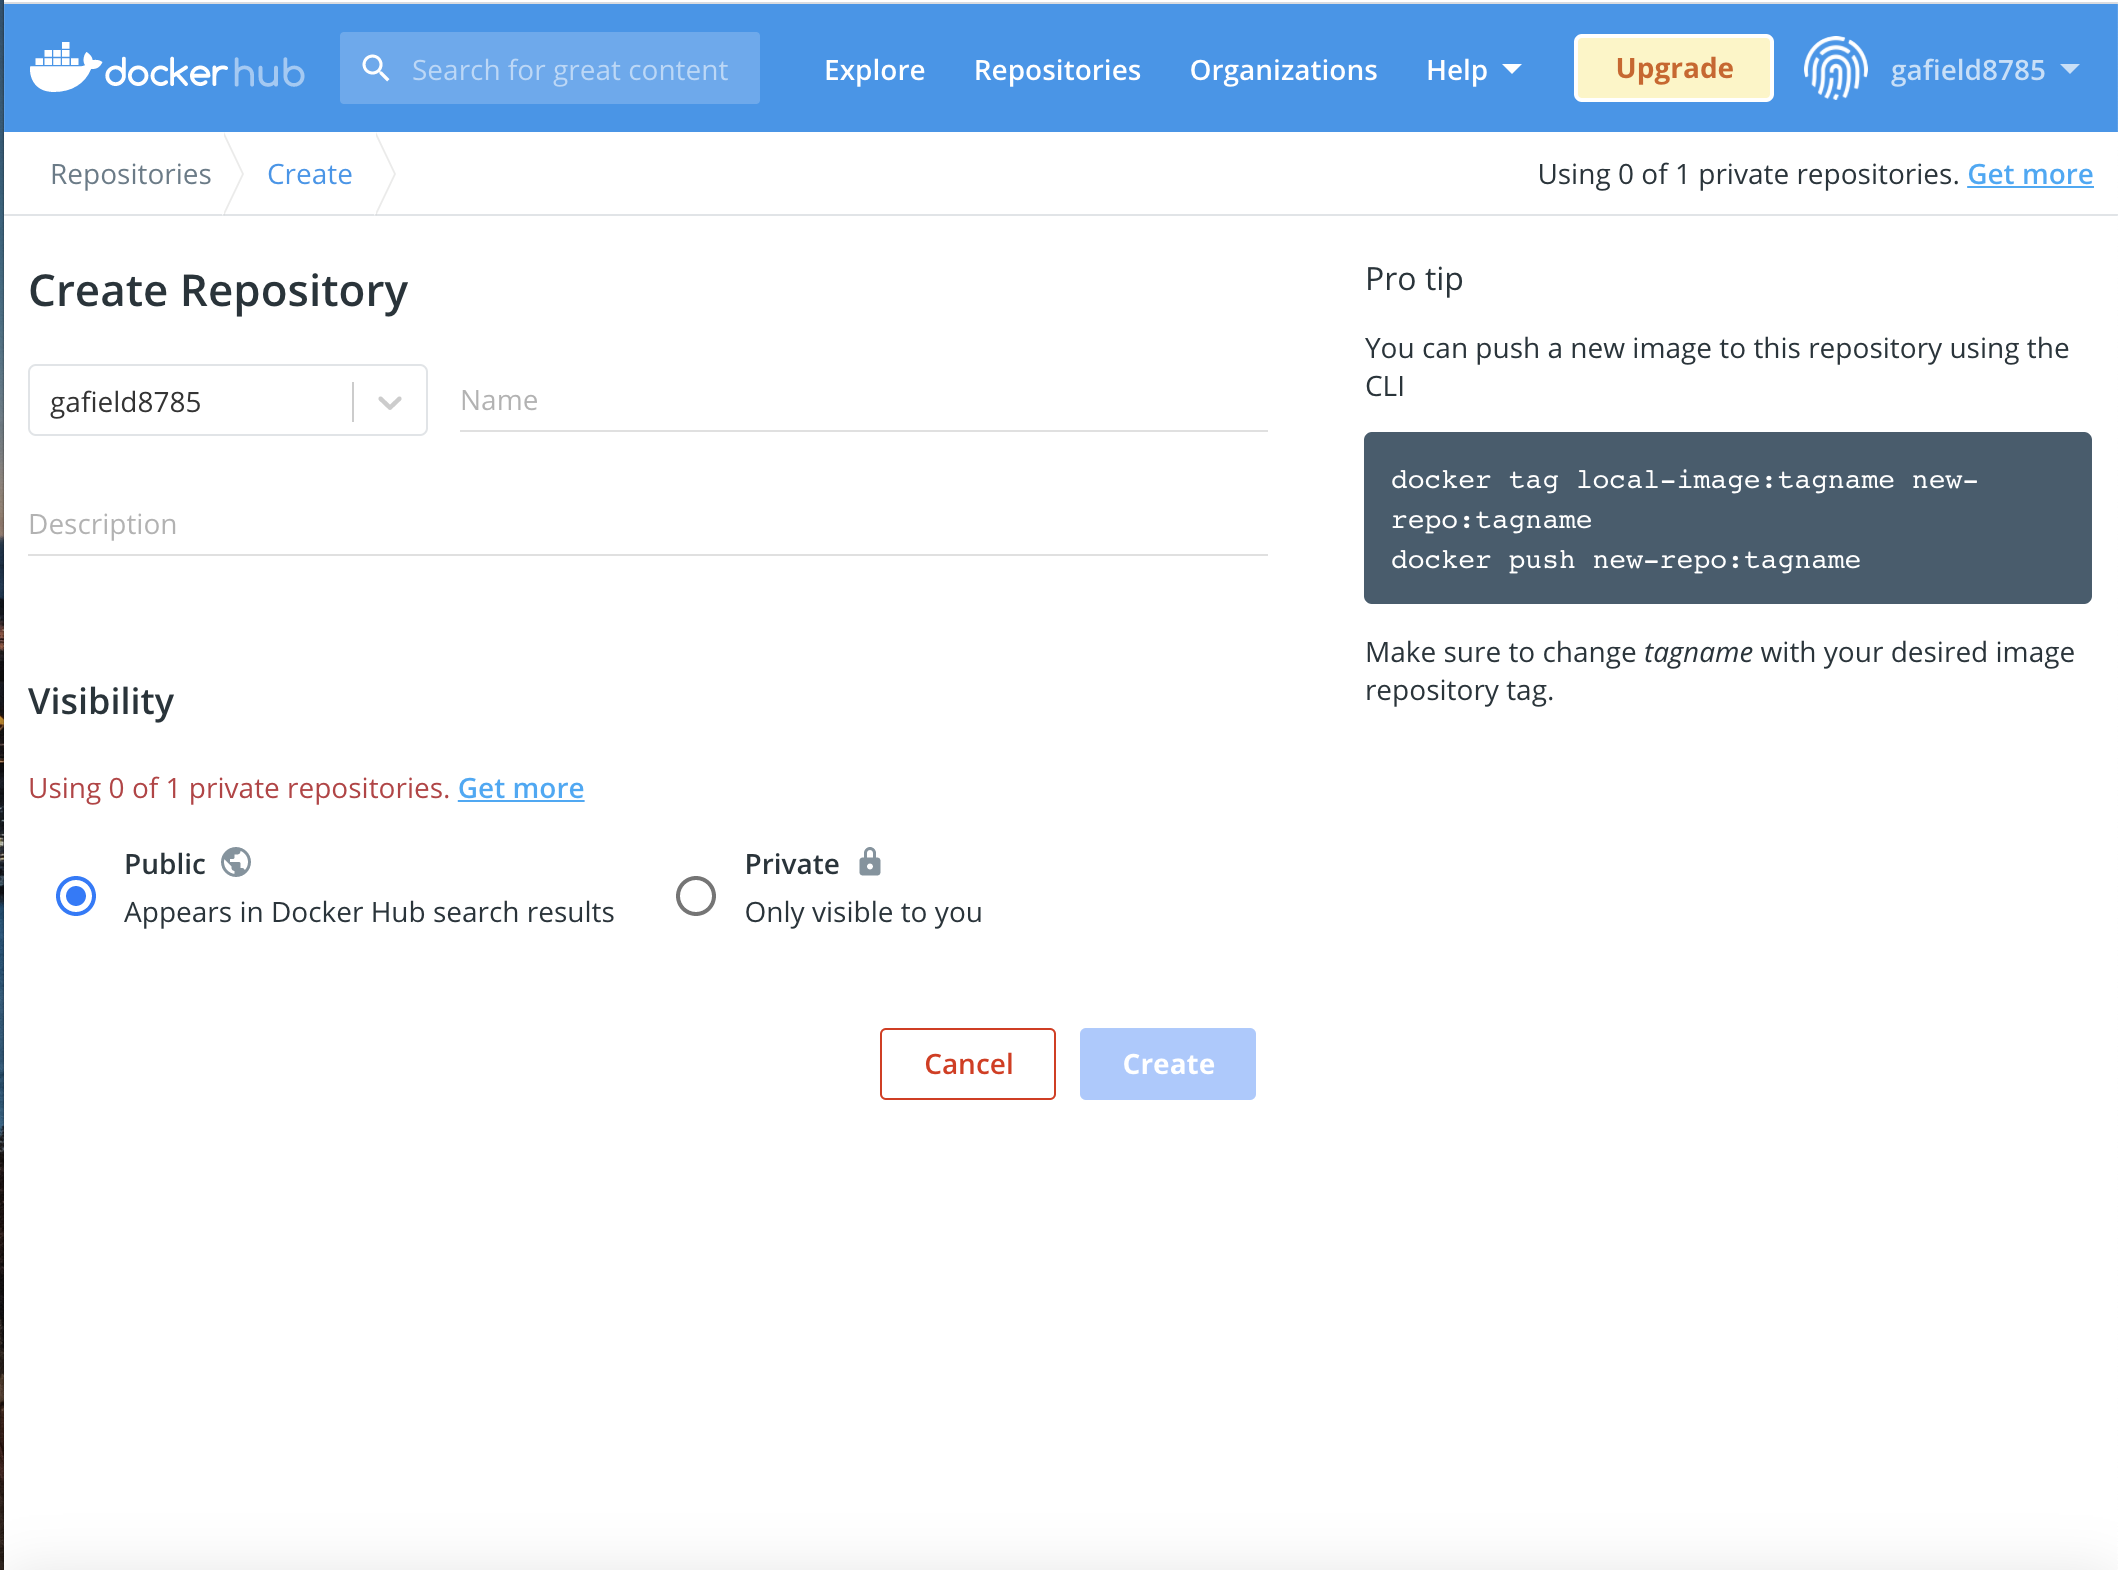 docker hub
Search for great content
Explore
Repositories
Organizations
Help
Upgrade
gafield8785
Repositories
Create
Using 0 of 1 private repositories. Get more
Create Repository
gafield8785
Name
Description
Visibility
Using 0 of 1 private repositories. Get more
Public
Appears in Docker Hub search results
Private
Only visible to you
Cancel
Create
Pro tip
You can push a new image to this repository using the
CLI
docker tag local-image:tagname new-
repo:tagname
docker push new-repo:tagname
Make sure to change tagname with your desired image
repository tag.